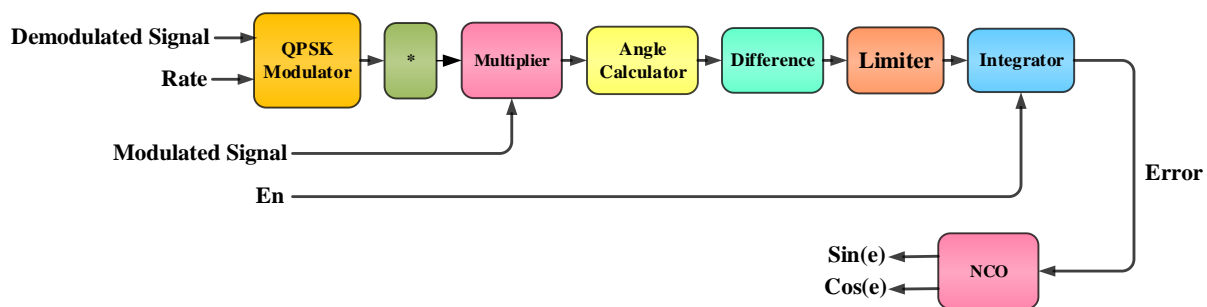 Demodulated Signal
Rate
QPSK
Modulator
*
Multiplier
Angle
Calculator
Difference
Limiter
Integrator
Modulated Signal
En
Error
Sin(e)
Cos(e)
NCO